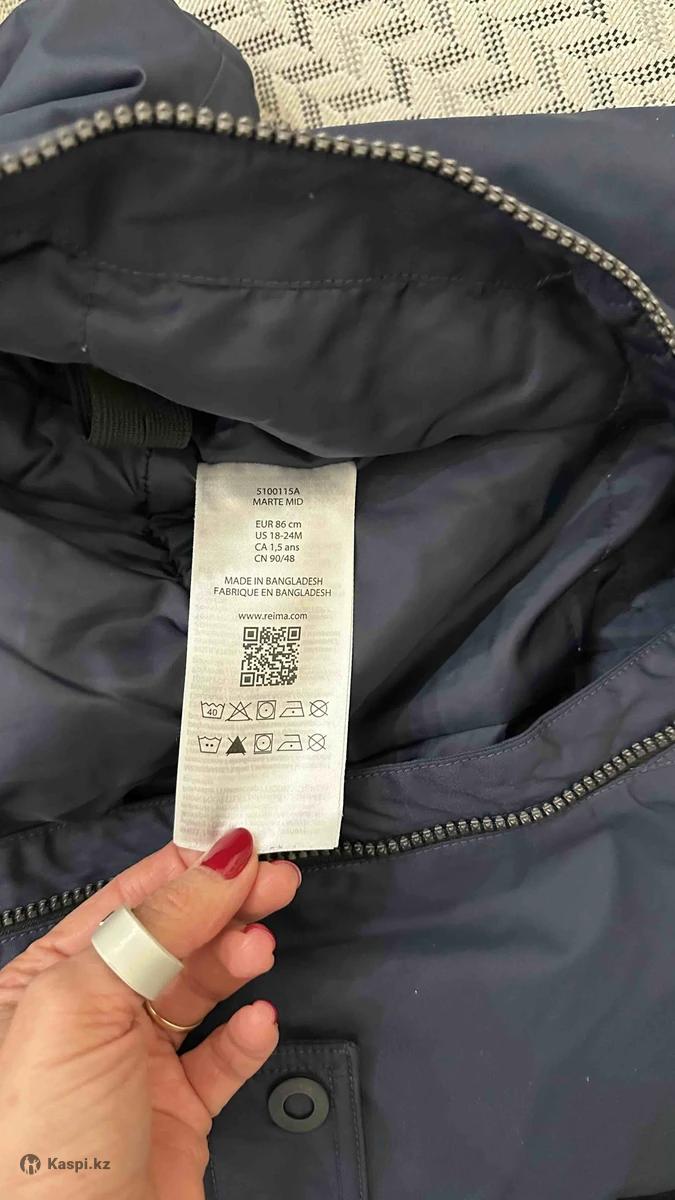 5100115A
MARTE MID
EUR 86 cm
US 18-24M
CA 1,5 ans
CN 90/48
MADE IN BANGLADESH
FABRIQUE EN BANGLADESH
www.reima.com
40
Kaspi.kz